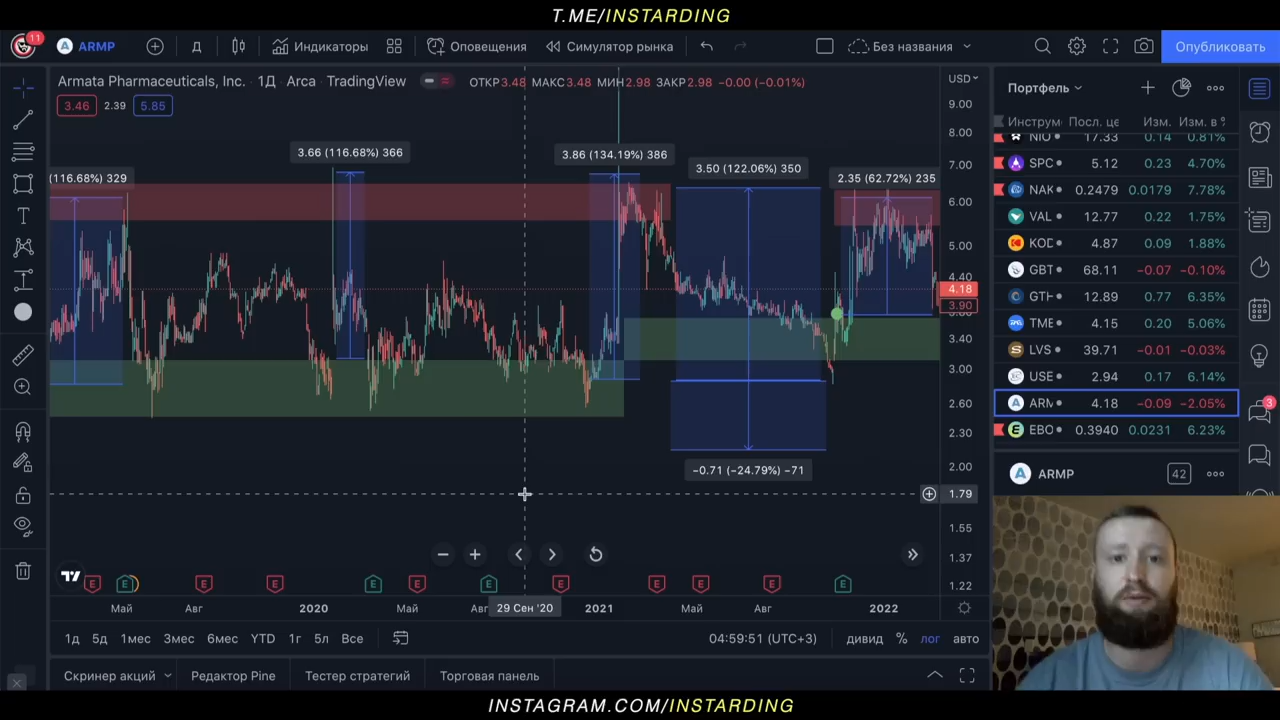 T.ME/INSTARDING
11
ARMP
Д
Индикаторы
Оповещения
Симулятор рынка
Без названия
Опубликовать
Armata Pharmaceuticals, Inc. · 1Д · Arca · TradingView
ОТКР3.48 МАКС3.48 МИН2.98 ЗАКР2.98 −0.00 (−0.01%)
USD
3.46 2.39 5.85
(116.68%) 329
3.66 (116.68%) 366
3.86 (134.19%) 386
3.50 (122.06%) 350
2.35 (62.72%) 235
−0.71 (−24.79%) −71
9.00
8.00
7.00
6.00
5.00
4.40
4.18
3.90
3.40
3.00
2.60
2.30
2.00
1.79
1.55
1.37
1.22
E E E E E E E E E E E E
Май Авг 2020 Май Авг 29 Сен '20 2021 Май Авг 2022
1д 5д 1мес 3мес 6мес YTD 1г 5л Все
04:59:51 (UTC+3)
дивид % лог авто
Скринер акций
Редактор Pine
Тестер стратегий
Торговая панель
Портфель
Инструм Посл. це Изм. Изм. в %
NIO 17.33 0.14 0.81%
SPC 5.12 0.23 4.70%
NAK 0.2479 0.0179 7.78%
VAL 12.77 0.22 1.75%
KOD 4.87 0.09 1.88%
GBT 68.11 −0.07 −0.10%
GTH 12.89 0.77 6.35%
TME 4.15 0.20 5.06%
LVS 39.71 −0.01 −0.03%
USE 2.94 0.17 6.14%
ARM 4.18 −0.09 −2.05%
EBO 0.3940 0.0231 6.23%
3
ARMP
42
INSTAGRAM.COM/INSTARDING